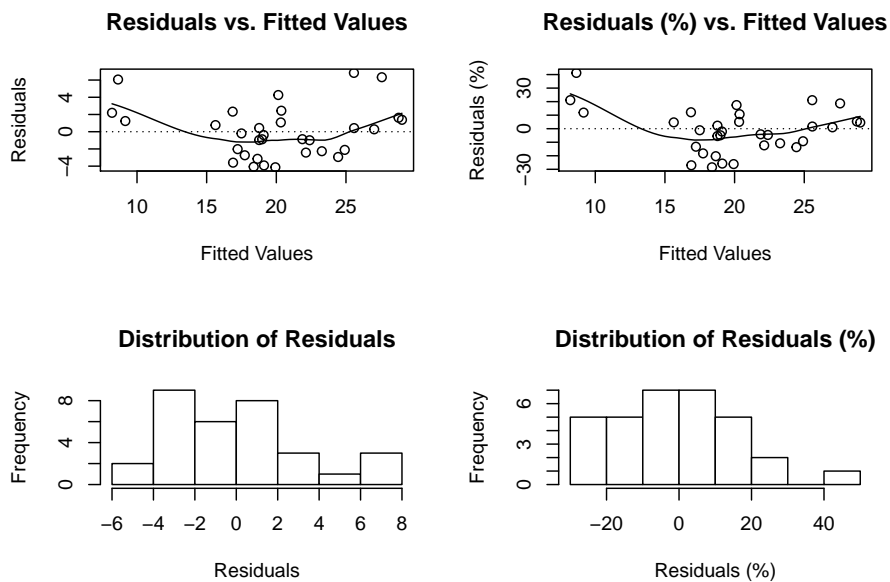 Residuals vs. Fitted Values
Residuals
−4
0
4
10
15
20
25
Fitted Values
Residuals (%) vs. Fitted Values
Residuals (%)
−30
0
30
10
15
20
25
Fitted Values
Distribution of Residuals
Frequency
0
4
8
−6
−4
−2
0
2
4
6
8
Residuals
Distribution of Residuals (%)
Frequency
0
3
6
−20
0
20
40
Residuals (%)